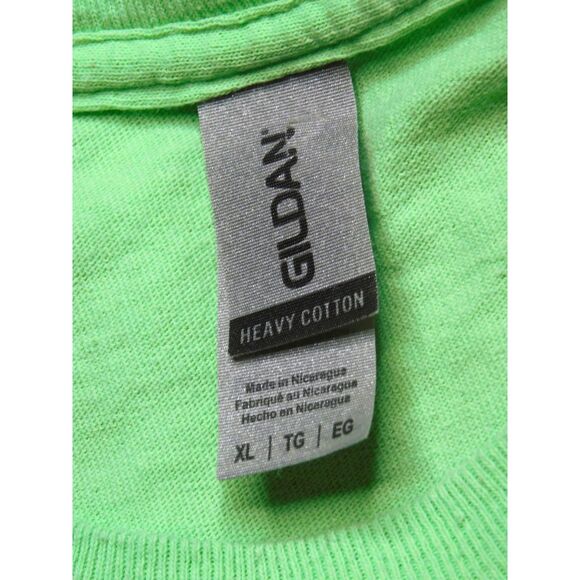 GILDAN®
HEAVY COTTON
Made in Nicaragua
Fabriqué au Nicaragua
Hecho en Nicaragua
XL | TG | EG